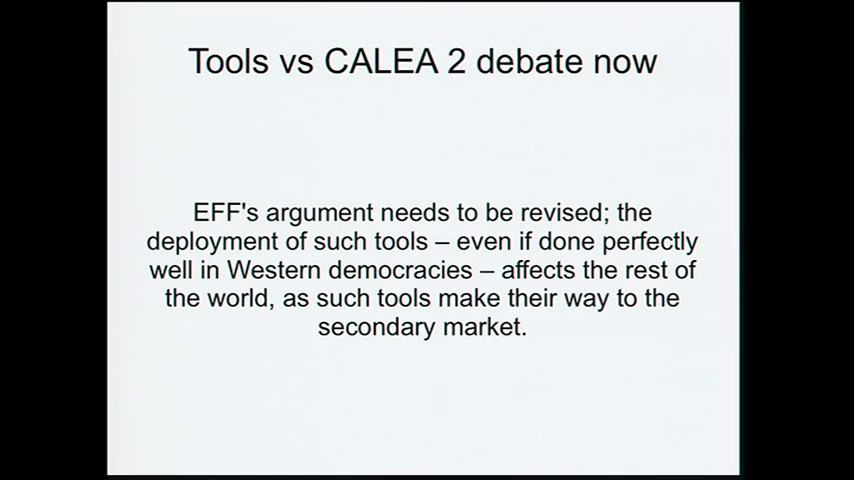 Tools vs CALEA 2 debate now
EFF's argument needs to be revised; the
deployment of such tools – even if done perfectly
well in Western democracies – affects the rest of
the world, as such tools make their way to the
secondary market.